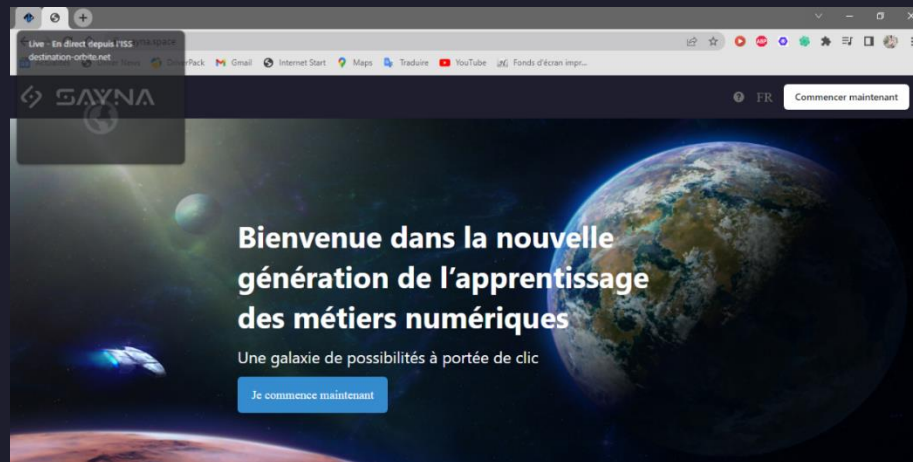 Live - En direct depuis l'ISS
destination-orbite.net
Gmail
Internet Start
Maps
Traduire
YouTube
Fonds d'écran impr...
SAYNA
FR
Commencer maintenant
Bienvenue dans la nouvelle
génération de l'apprentissage
des métiers numériques
Une galaxie de possibilités à portée de clic
Je commence maintenant